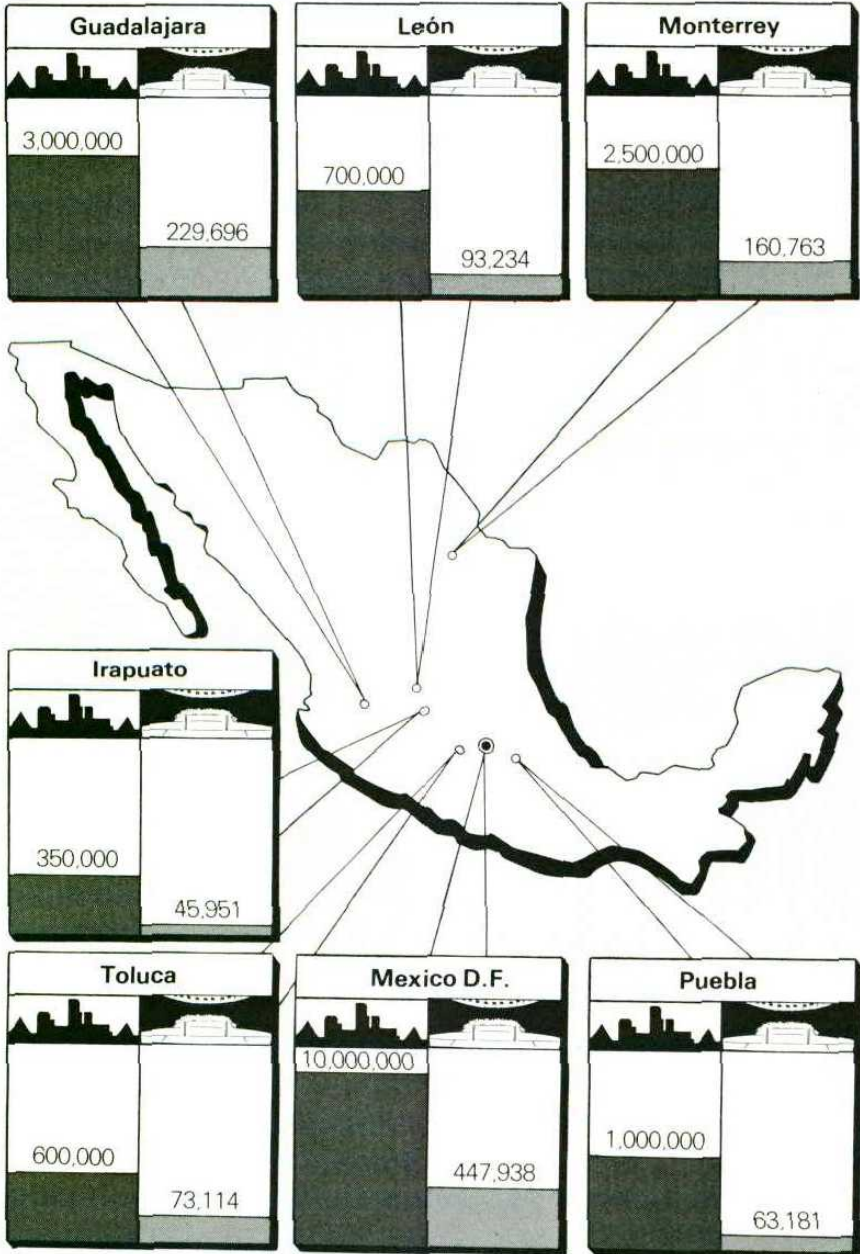 Guadalajara
3,000,000
229,696
León
700,000
93,234
Monterrey
2,500,000
160,763
Irapuato
350,000
45,951
Toluca
600,000
73,114
Mexico D.F.
10,000,000
447,938
Puebla
1,000,000
63,181